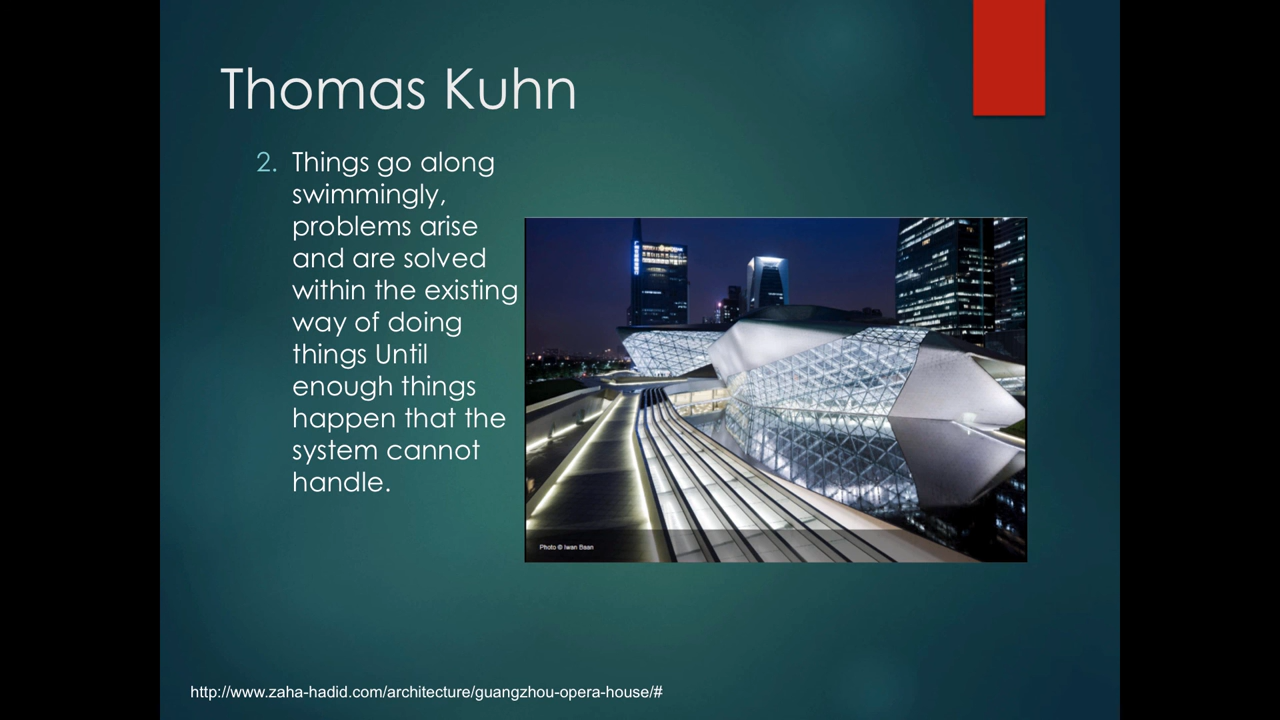 Thomas Kuhn
2. Things go along
swimmingly,
problems arise
and are solved
within the existing
way of doing
things Until
enough things
happen that the
system cannot
handle.
Photo © Iwan Baan
http://www.zaha-hadid.com/architecture/guangzhou-opera-house/#